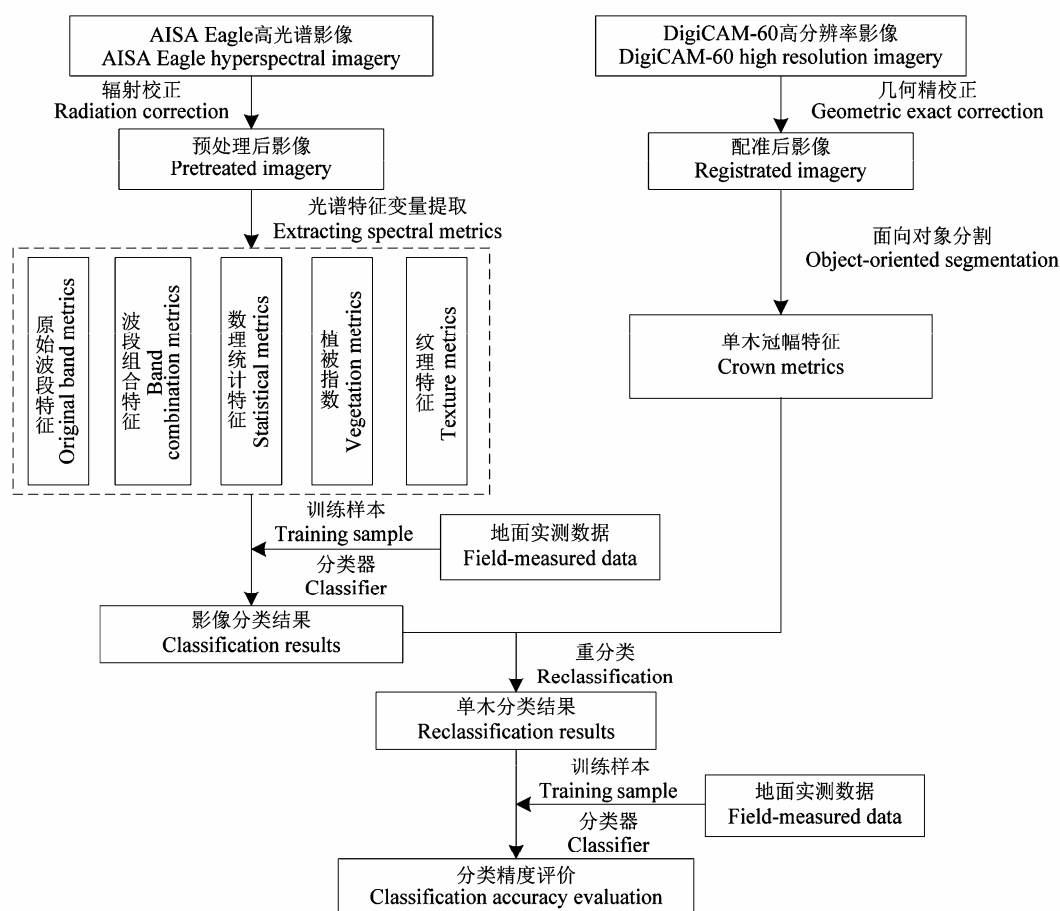 AISA Eagle高光谱影像
AISA Eagle hyperspectral imagery
DigiCAM-60高分辨率影像
DigiCAM-60 high resolution imagery
辐射校正
Radiation correction
几何精校正
Geometric exact correction
预处理后影像
Pretreated imagery
配准后影像
Registrated imagery
光谱特征变量提取
Extracting spectral metrics
面向对象分割
Object-oriented segmentation
原始波段特征
Original band metrics
波段组合特征
Band
combination metrics
数理统计特征
Statistical metrics
植被指数
Vegetation metrics
纹理特征
Texture metrics
单木冠幅特征
Crown metrics
训练样本
Training sample
地面实测数据
Field-measured data
分类器
Classifier
影像分类结果
Classification results
重分类
Reclassification
单木分类结果
Reclassification results
训练样本
Training sample
地面实测数据
Field-measured data
分类器
Classifier
分类精度评价
Classification accuracy evaluation